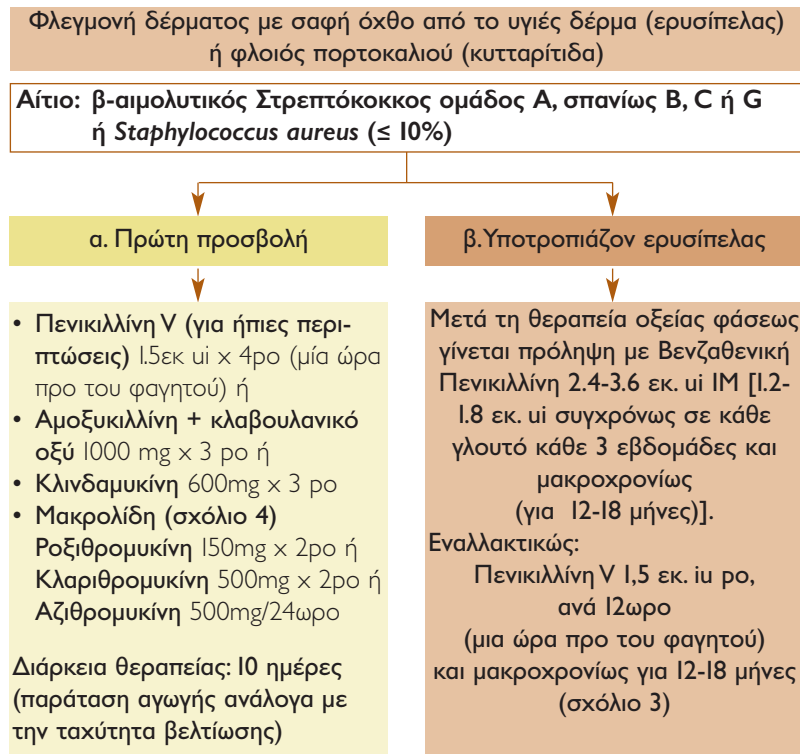 Φλεγμονή δέρματος με σαφή όχθο από το υγιές δέρμα (ερυσίπελας)
ή φλοιός πορτοκαλιού (κυτταρίτιδα)
Αίτιο: β-αιμολυτικός Στρεπτόκοκκος ομάδος Α, σπανίως Β, C ή G
ή Staphylococcus aureus (≤ 10%)
α. Πρώτη προσβολή
• Πενικιλλίνη V (για ήπιες περι-
πτώσεις) 1.5εκ ui x 4po (μία ώρα
προ του φαγητού) ή
• Αμοξυκιλλίνη + κλαβουλανικό
οξύ 1000 mg x 3 po ή
• Κλινδαμυκίνη 600mg x 3 po
• Μακρολίδη (σχόλιο 4)
Ροξιθρομυκίνη 150mg x 2po ή
Κλαριθρομυκίνη 500mg x 2po ή
Αζιθρομυκίνη 500mg/24ωρο
Διάρκεια θεραπείας: 10 ημέρες
(παράταση αγωγής ανάλογα με
την ταχύτητα βελτίωσης)
β.Υποτροπιάζον ερυσίπελας
Μετά τη θεραπεία οξείας φάσεως
γίνεται πρόληψη με Βενζαθενική
Πενικιλλίνη 2.4-3.6 εκ. ui IM [1.2-
1.8 εκ. ui συγχρόνως σε κάθε
γλουτό κάθε 3 εβδομάδες και
μακροχρονίως
(για 12-18 μήνες)].
Εναλλακτικώς:
Πενικιλλίνη V 1,5 εκ. iu po,
ανά 12ωρο
(μια ώρα προ του φαγητού)
και μακροχρονίως για 12-18 μήνες
(σχόλιο 3)